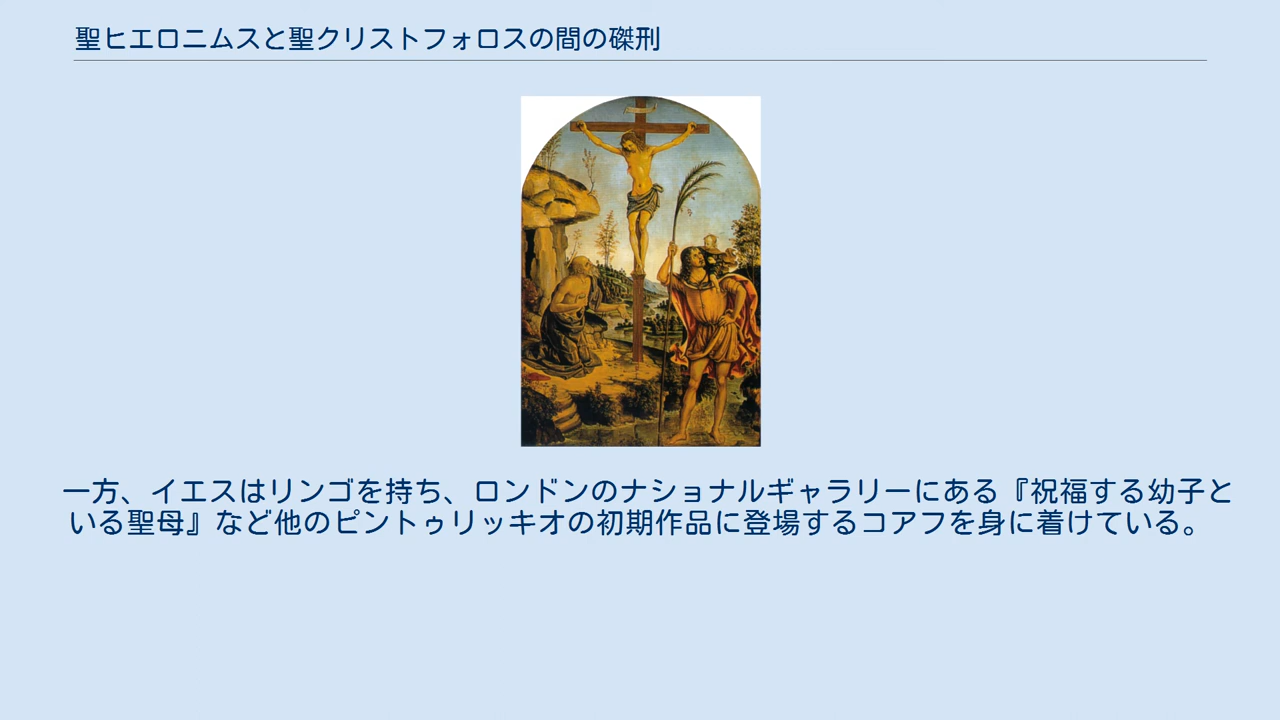 聖ヒエロニムスと聖クリストフォロスの間の磔刑
一方、イエスはリンゴを持ち、ロンドンのナショナルギャラリーにある『祝福する幼子と
いる聖母』など他のピントゥリッキオの初期作品に登場するコアフを身に着けている。